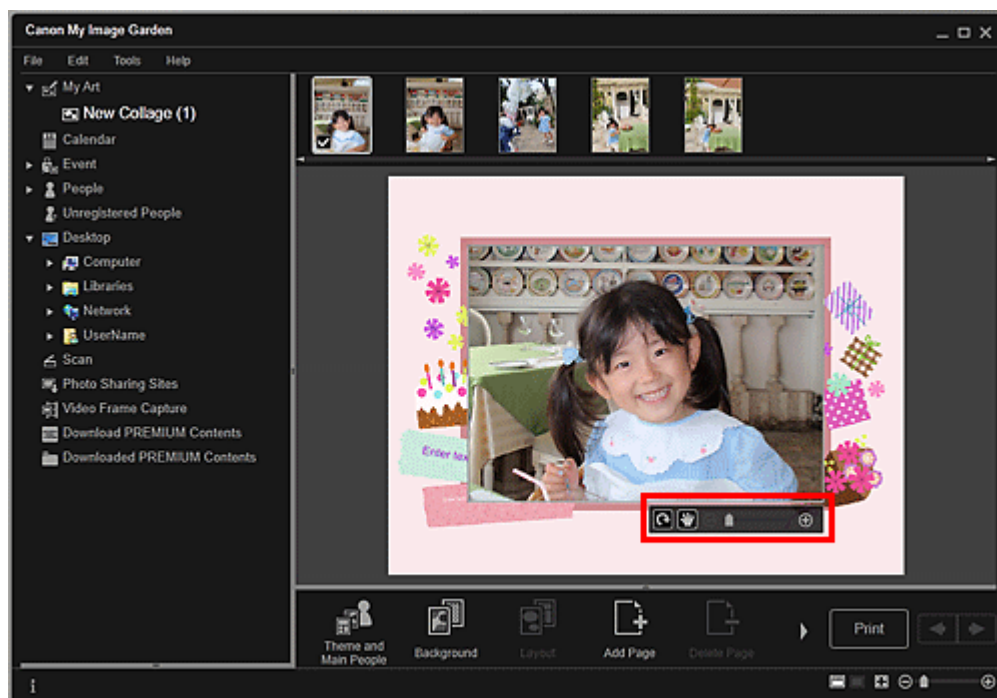 Canon My Image Garden
File Edit Tools Help
My Art
New Collage (1)
Calendar
Event
People
Unregistered People
Desktop
Computer
Libraries
Network
UserName
Scan
Photo Sharing Sites
Video Frame Capture
Download PREMIUM Contents
Downloaded PREMIUM Contents
Enter tex
Theme and
Main People
Background
Layout
Add Page
Delete Page
Print